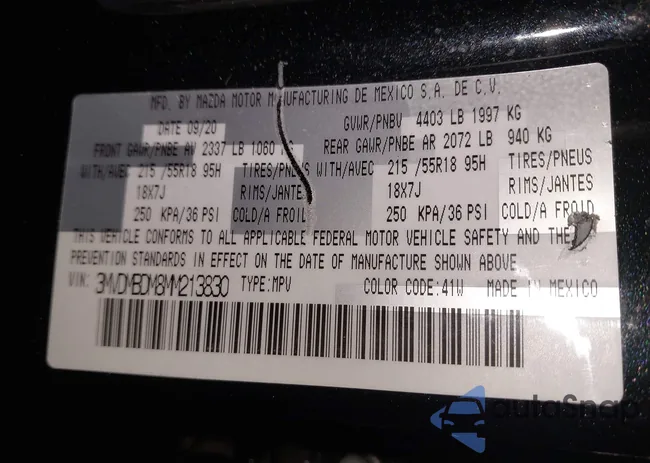 MFD. BY MAZDA MOTOR MANUFACTURING DE MEXICO S.A. DE C.V.
DATE 09/20 GVWR/PNBV 4403 LB 1997 KG
FRONT GAWR/PNBE AV 2337 LB 1060 REAR GAWR/PNBE AR 2072 LB 940 KG
WITH/AVEC 215 /55R18 95H TIRES/PNEUS WITH/AVEC 215 /55R18 95H TIRES/PNEUS
18X7J RIMS/JANTES 18X7J RIMS/JANTES
250 KPA/36 PSI COLD/A FROID 250 KPA/36 PSI COLD/A FROID
THIS VEHICLE CONFORMS TO ALL APPLICABLE FEDERAL MOTOR VEHICLE SAFETY AND
PREVENTION STANDARDS IN EFFECT ON THE DATE OF MANUFACTURE SHOWN ABOVE
VIN: 3MVDMBDM8MM213830 TYPE:MPV COLOR CODE:41W MADE IN MEXICO
autoSnap